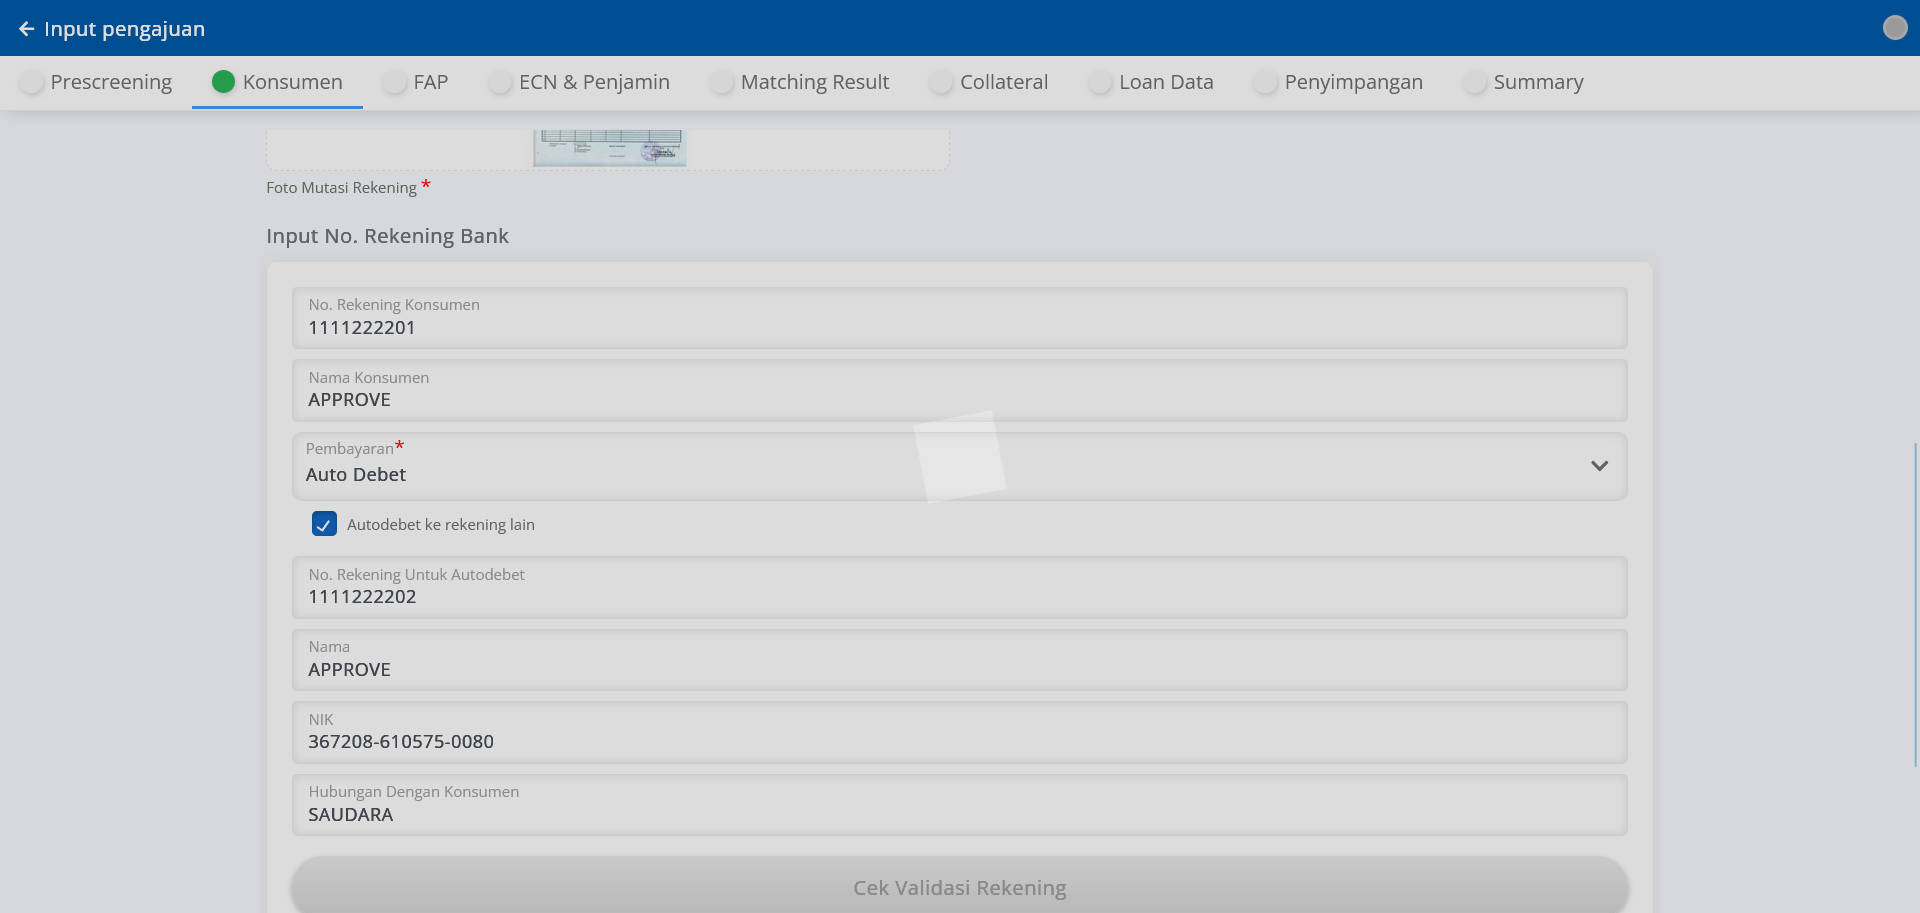 Input pengajuan
Prescreening
Konsumen
FAP
ECN & Penjamin
Matching Result
Collateral
Loan Data
Penyimpangan
Summary
Foto Mutasi Rekening *
Input No. Rekening Bank
No. Rekening Konsumen
1111222201
Nama Konsumen
APPROVE
Pembayaran*
Auto Debet
Autodebet ke rekening lain
No. Rekening Untuk Autodebet
1111222202
Nama
APPROVE
NIK
367208-610575-0080
Hubungan Dengan Konsumen
SAUDARA
Cek Validasi Rekening